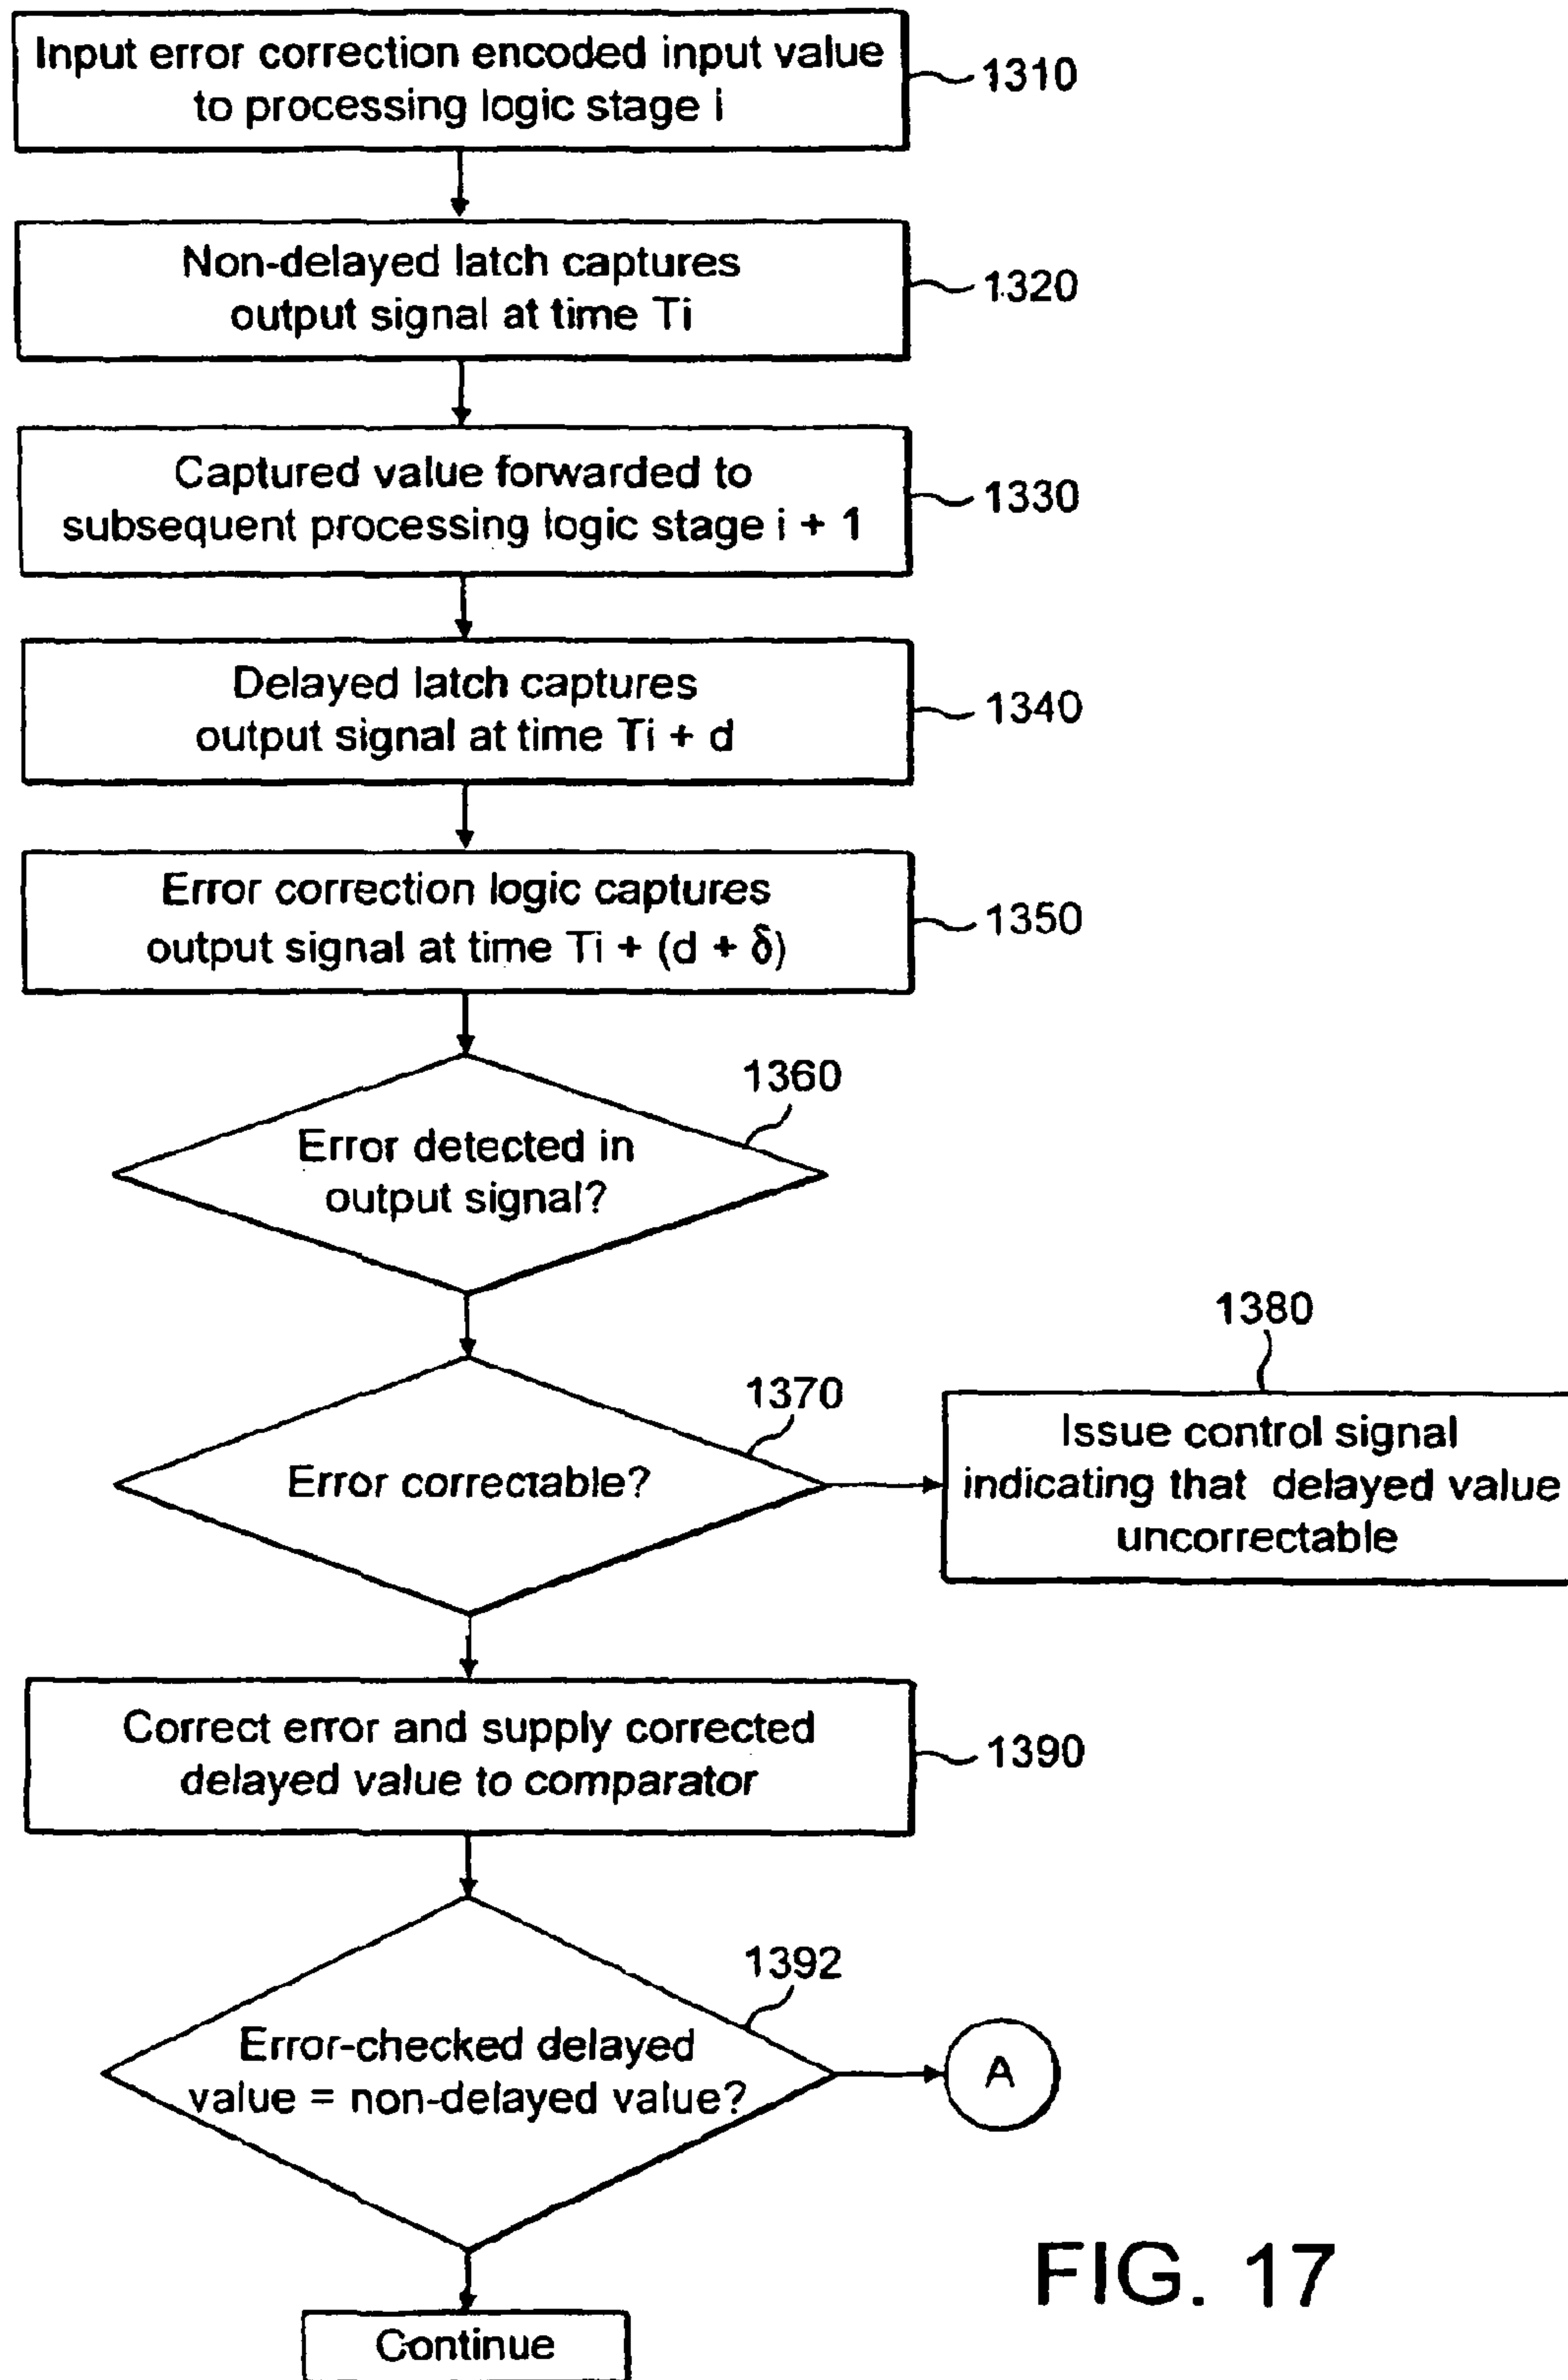 Input error correction encoded input value
to processing logic stage i
1310
Non-delayed latch captures
output signal at time Ti
1320
Captured value forwarded to
subsequent processing logic stage i + 1
1330
Delayed latch captures
output signal at time Ti + d
1340
Error correction logic captures
output signal at time Ti + (d + δ)
1350
1360
Error detected in
output signal?
1370
Error correctable?
1380
Issue control signal
indicating that delayed value
uncorrectable
Correct error and supply corrected
delayed value to comparator
1390
1392
Error-checked delayed
value = non-delayed value?
A
Continue
FIG. 17